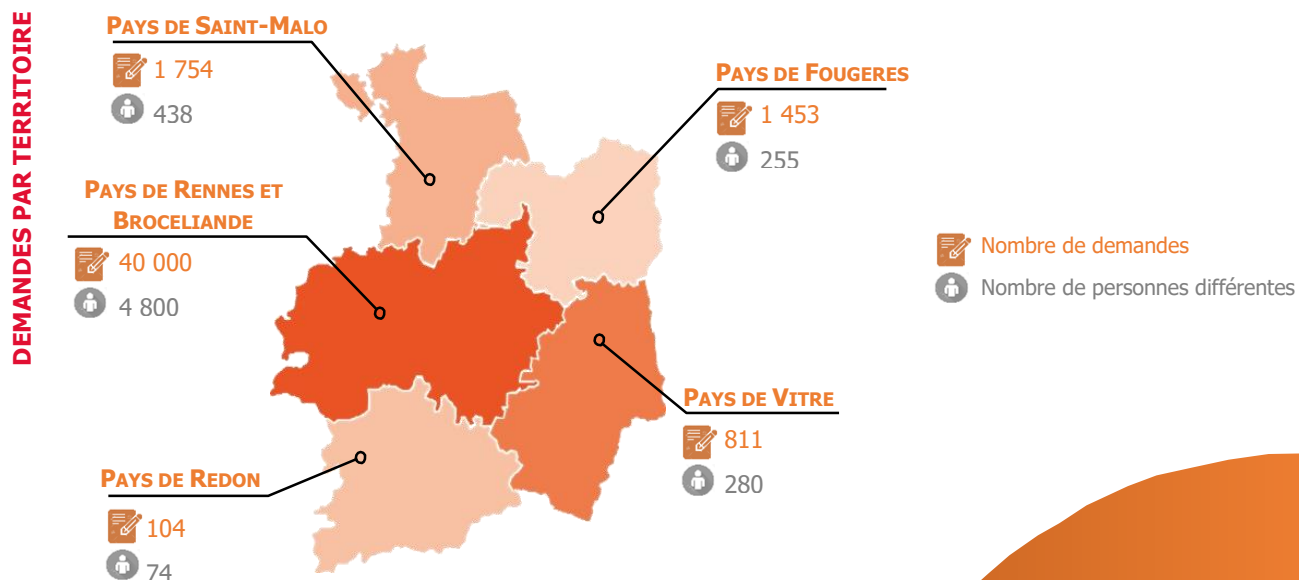 DEMANDES PAR TERRITOIRE
PAYS DE SAINT-MALO
1 754
438
PAYS DE FOUGERES
1 453
255
PAYS DE RENNES ET
BROCELIANDE
40 000
4 800
Nombre de demandes
Nombre de personnes différentes
PAYS DE VITRE
811
280
PAYS DE REDON
104
74